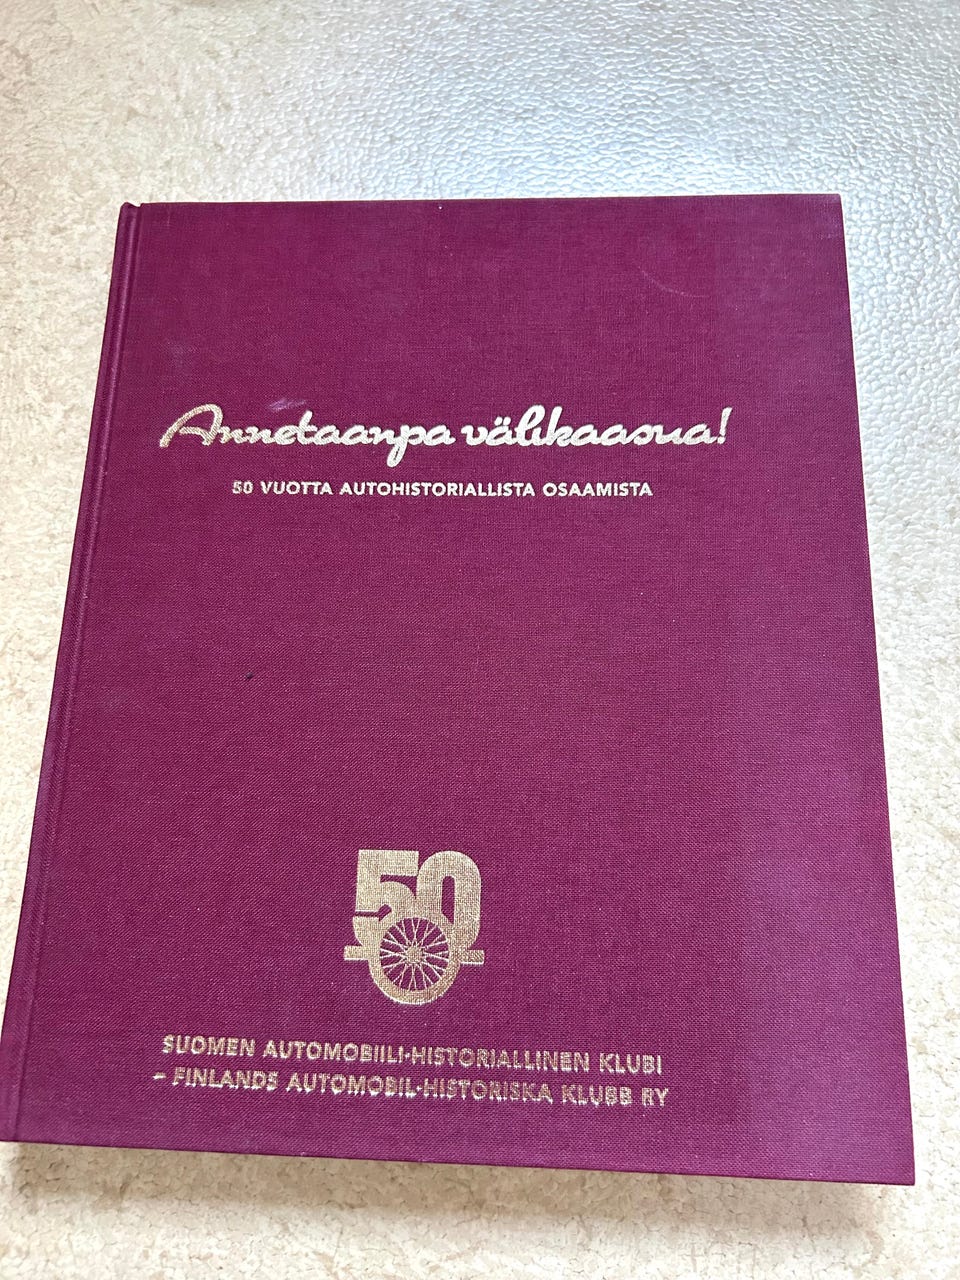 Annetaanpa välikaasua!
50 VUOTTA AUTOHISTORIALLISTA OSAAMISTA
50
SUOMEN AUTOMOBIILI-HISTORIALLINEN KLUBI
– FINLANDS AUTOMOBIL-HISTORISKA KLUBB RY